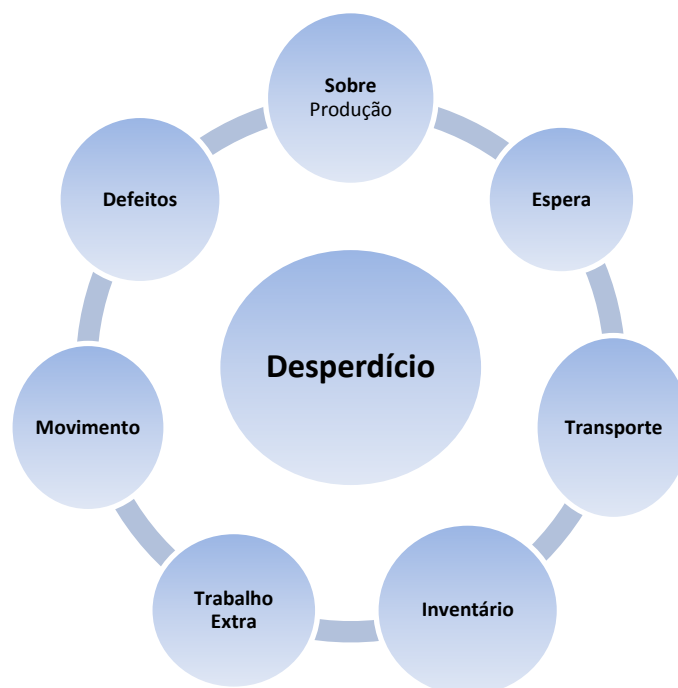 Sobre
Produção
Defeitos
Espera
Desperdício
Movimento
Transporte
Trabalho
Extra
Inventário